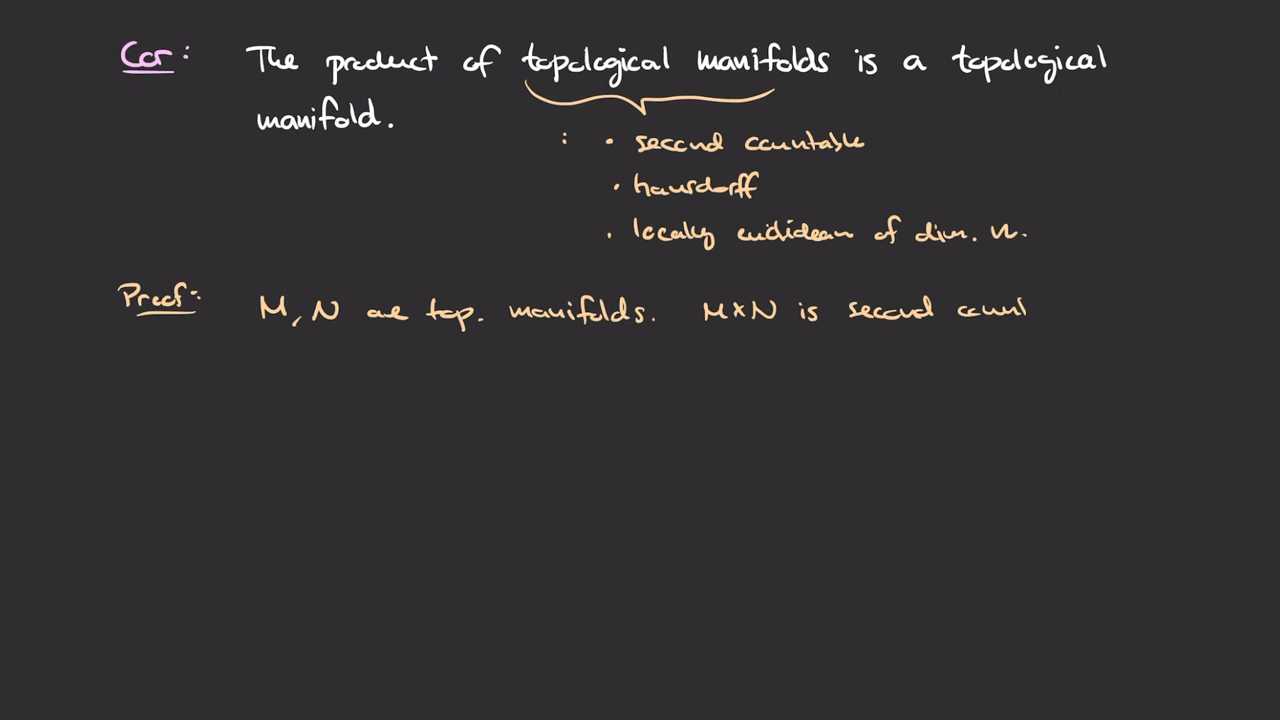 Cor: The product of topological manifolds is a topological
manifold.
: • second countable
• hausdorff
• locally euclidean of dim. n.
Proof: M, N are top. manifolds. M×N is second count